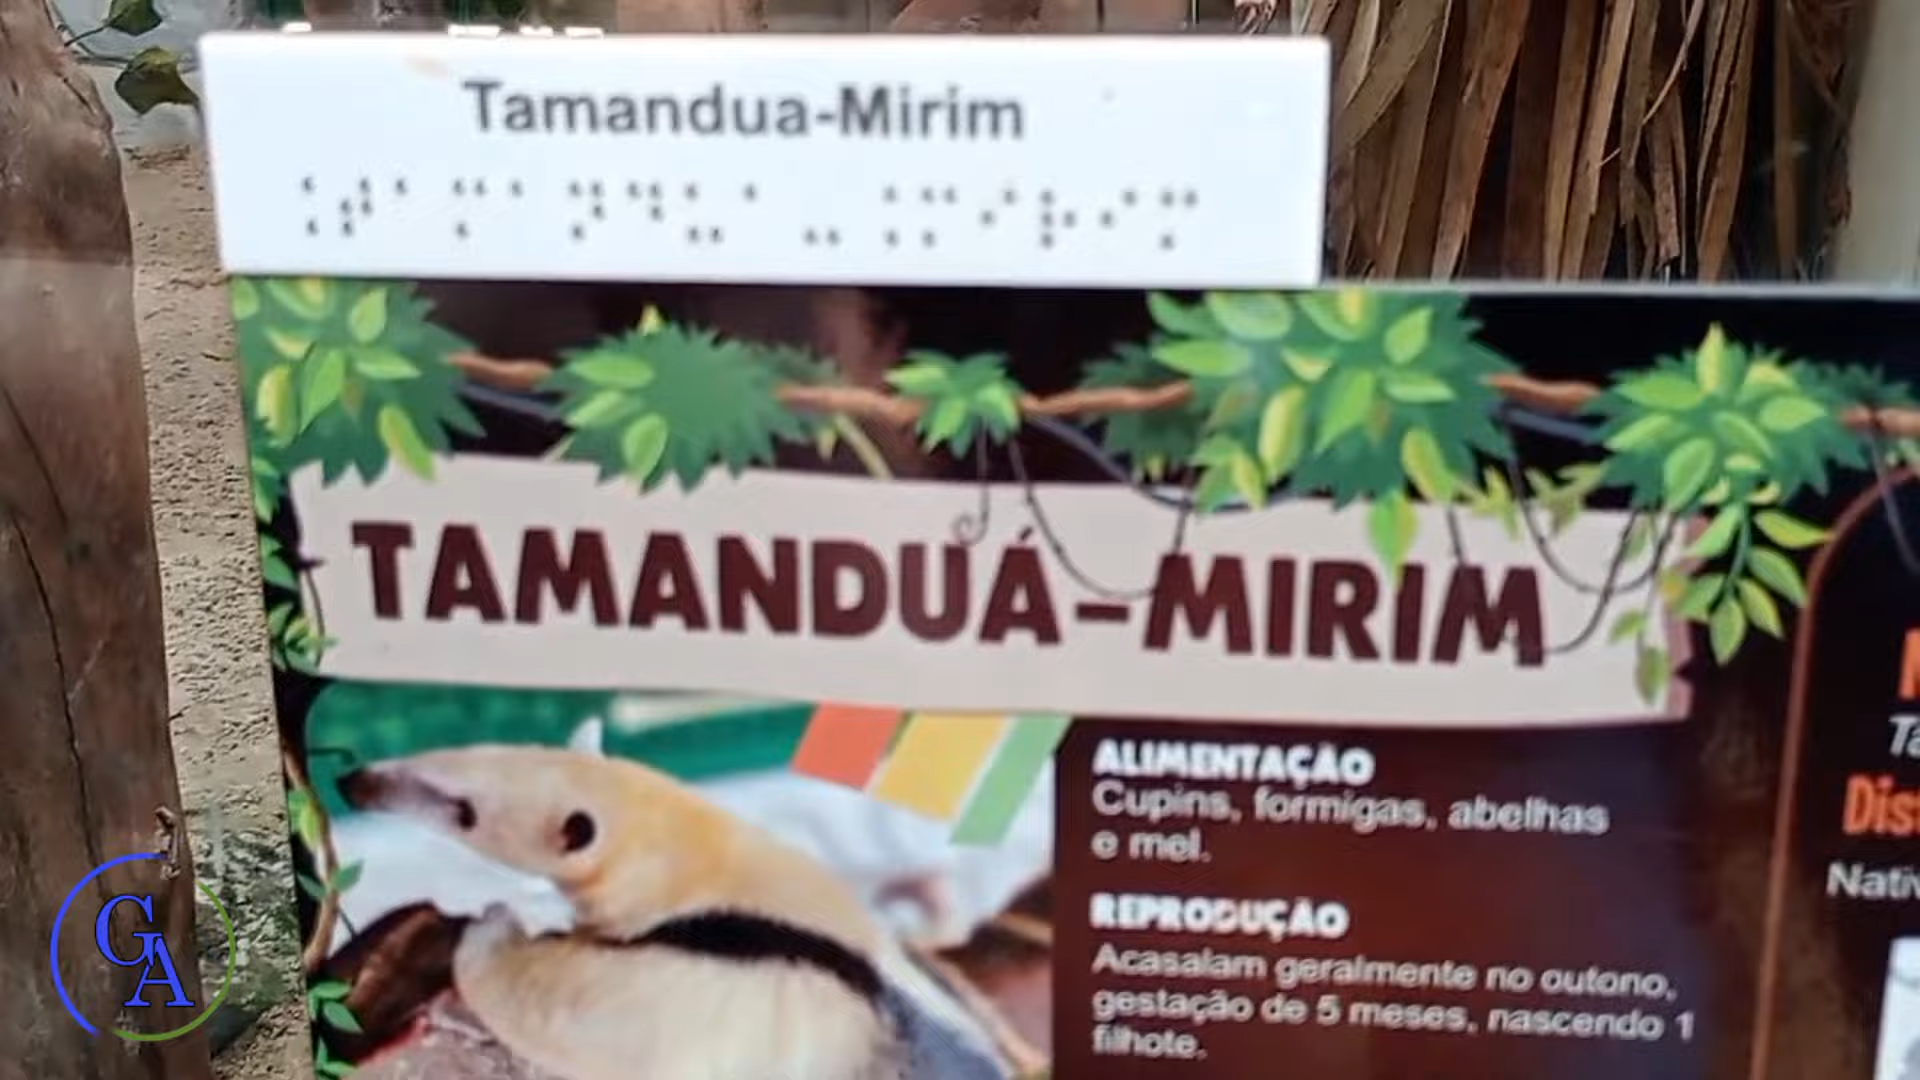 Tamandua-Mirim
TAMANDUÁ-MIRIM
ALIMENTAÇÃO
Cupins, formigas, abelhas
e mel.
REPRODUÇÃO
Acasalam geralmente no outono,
gestação de 5 meses, nascendo 1
filhote.
GA